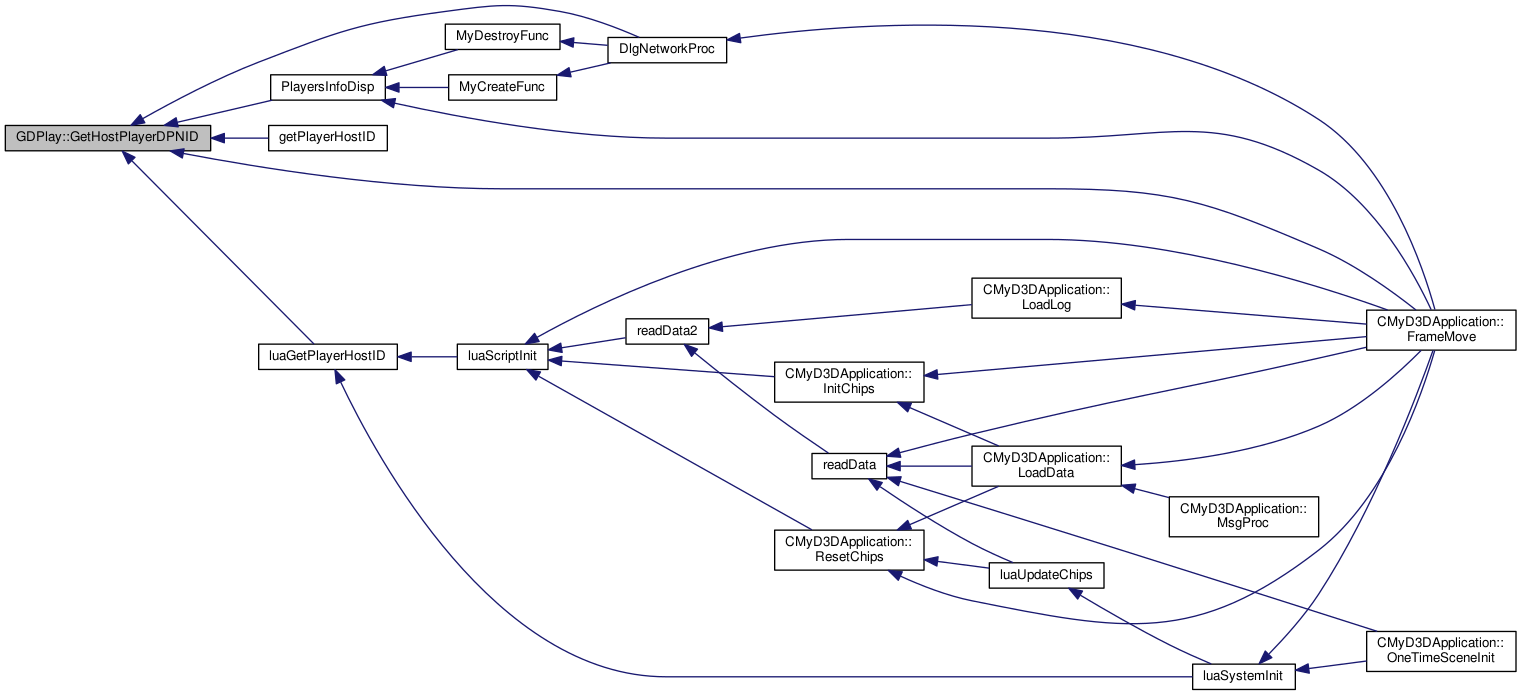 MyDestroyFunc
DlgNetworkProc
PlayersInfoDisp
MyCreateFunc
GDPlay::GetHostPlayerDPNID
getPlayerHostID
CMyD3DApplication::
LoadLog
CMyD3DApplication::
FrameMove
readData2
luaGetPlayerHostID
luaScriptInit
CMyD3DApplication::
InitChips
readData
CMyD3DApplication::
LoadData
CMyD3DApplication::
MsgProc
CMyD3DApplication::
ResetChips
luaUpdateChips
CMyD3DApplication::
OneTimeSceneInit
luaSystemInit